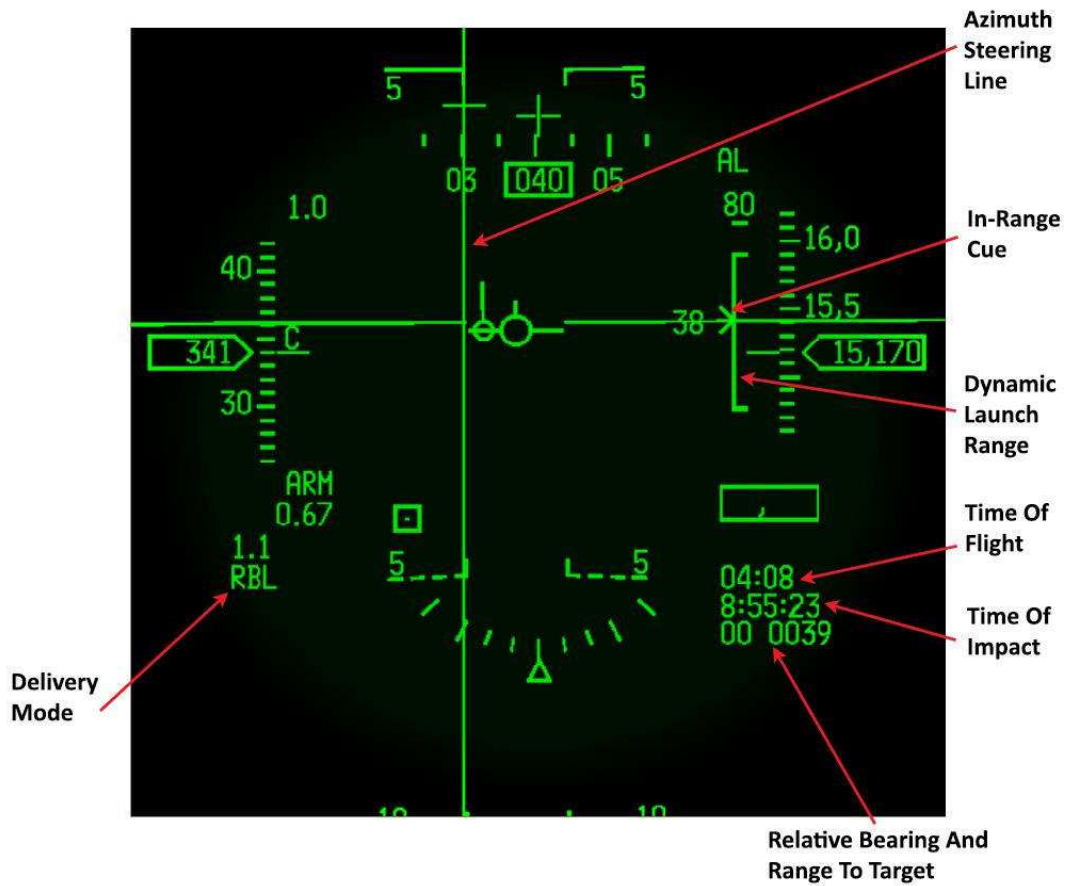 Azimuth
Steering
Line
5 5
03 040 05
AL
80
1.0
16,0
In-Range
Cue
40
15,5
38
C
341
15,170
30
Dynamic
Launch
Range
ARM
0.67
1.1
RBL
5 5
Time Of
Flight
04:08
8:55:23
00 0039
Time Of
Impact
Delivery
Mode
10 10
Relative Bearing And
Range To Target